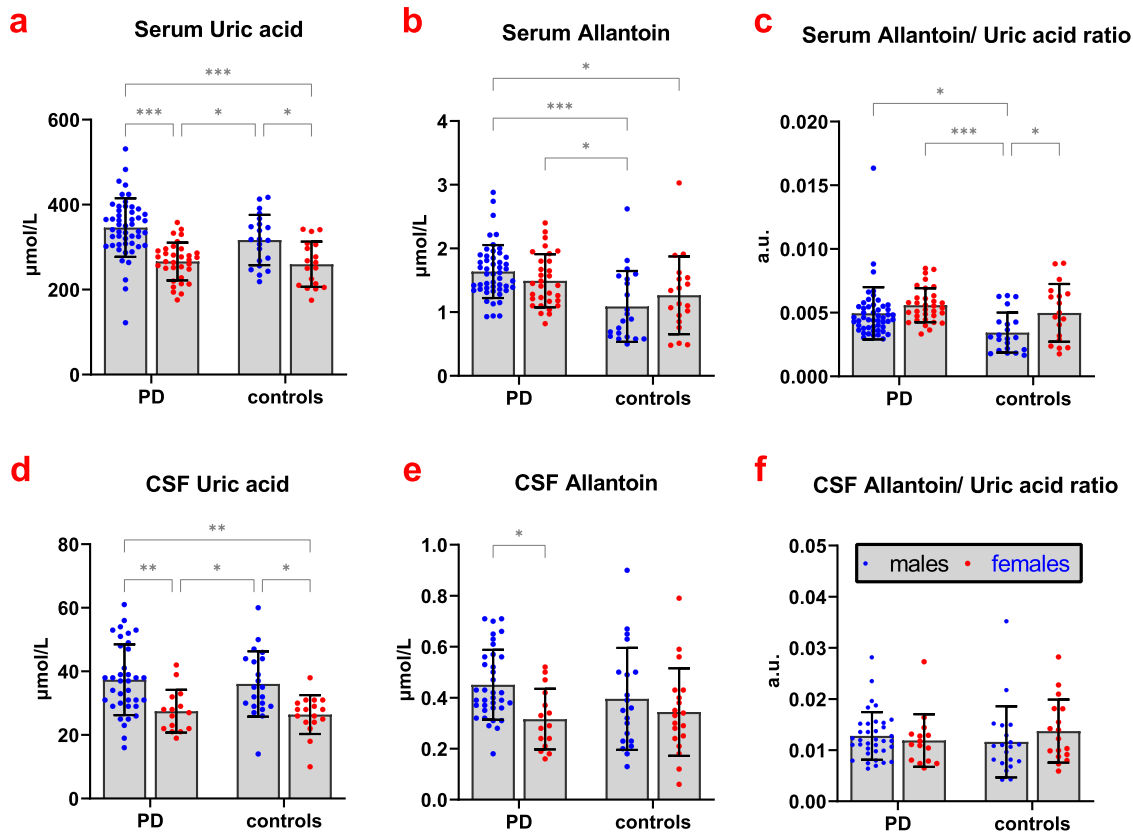 a
Serum Uric acid
***
*** * *
600
400
200
0
µmol/L
PD controls
b
Serum Allantoin
*
***
*
4
3
2
1
0
µmol/L
PD controls
c
Serum Allantoin/ Uric acid ratio
*
*** *
0.020
0.015
0.010
0.005
0.000
a.u.
PD controls
d
CSF Uric acid
**
** * *
80
60
40
20
0
µmol/L
PD controls
e
CSF Allantoin
*
1.0
0.8
0.6
0.4
0.2
0.0
µmol/L
PD controls
f
CSF Allantoin/ Uric acid ratio
males females
0.05
0.04
0.03
0.02
0.01
0.00
a.u.
PD controls